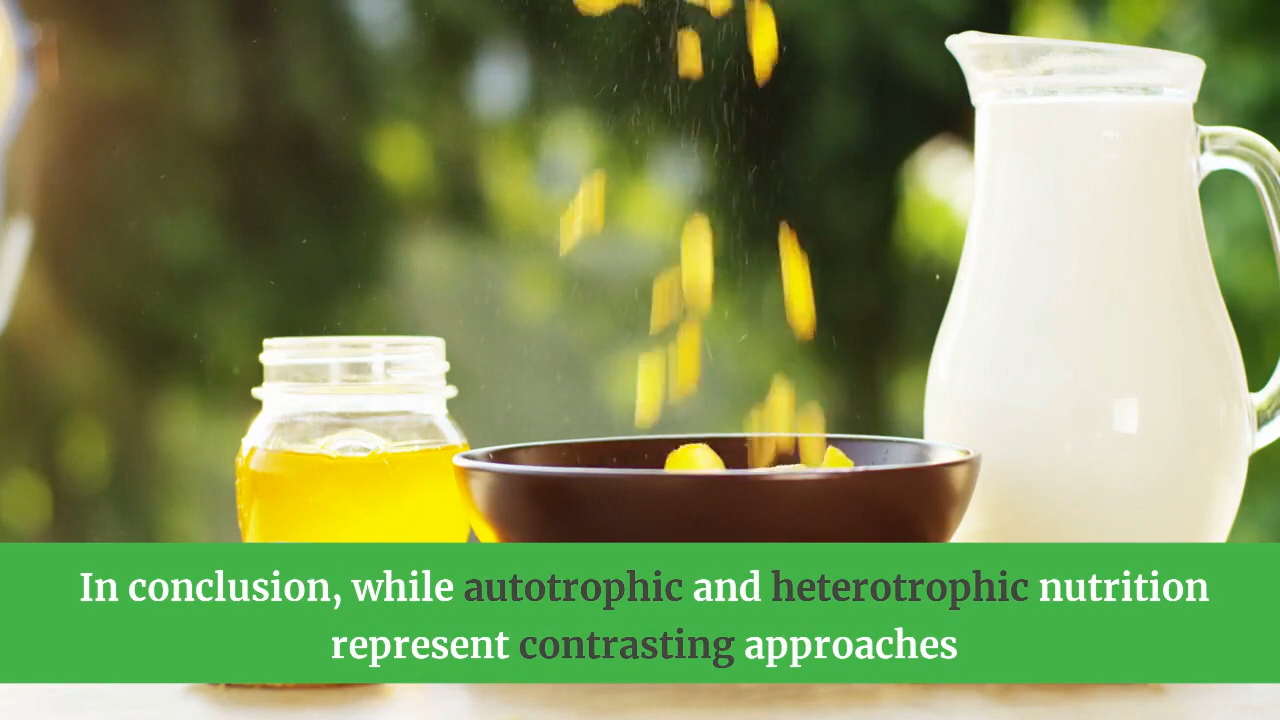 In conclusion, while autotrophic and heterotrophic nutrition
represent contrasting approaches